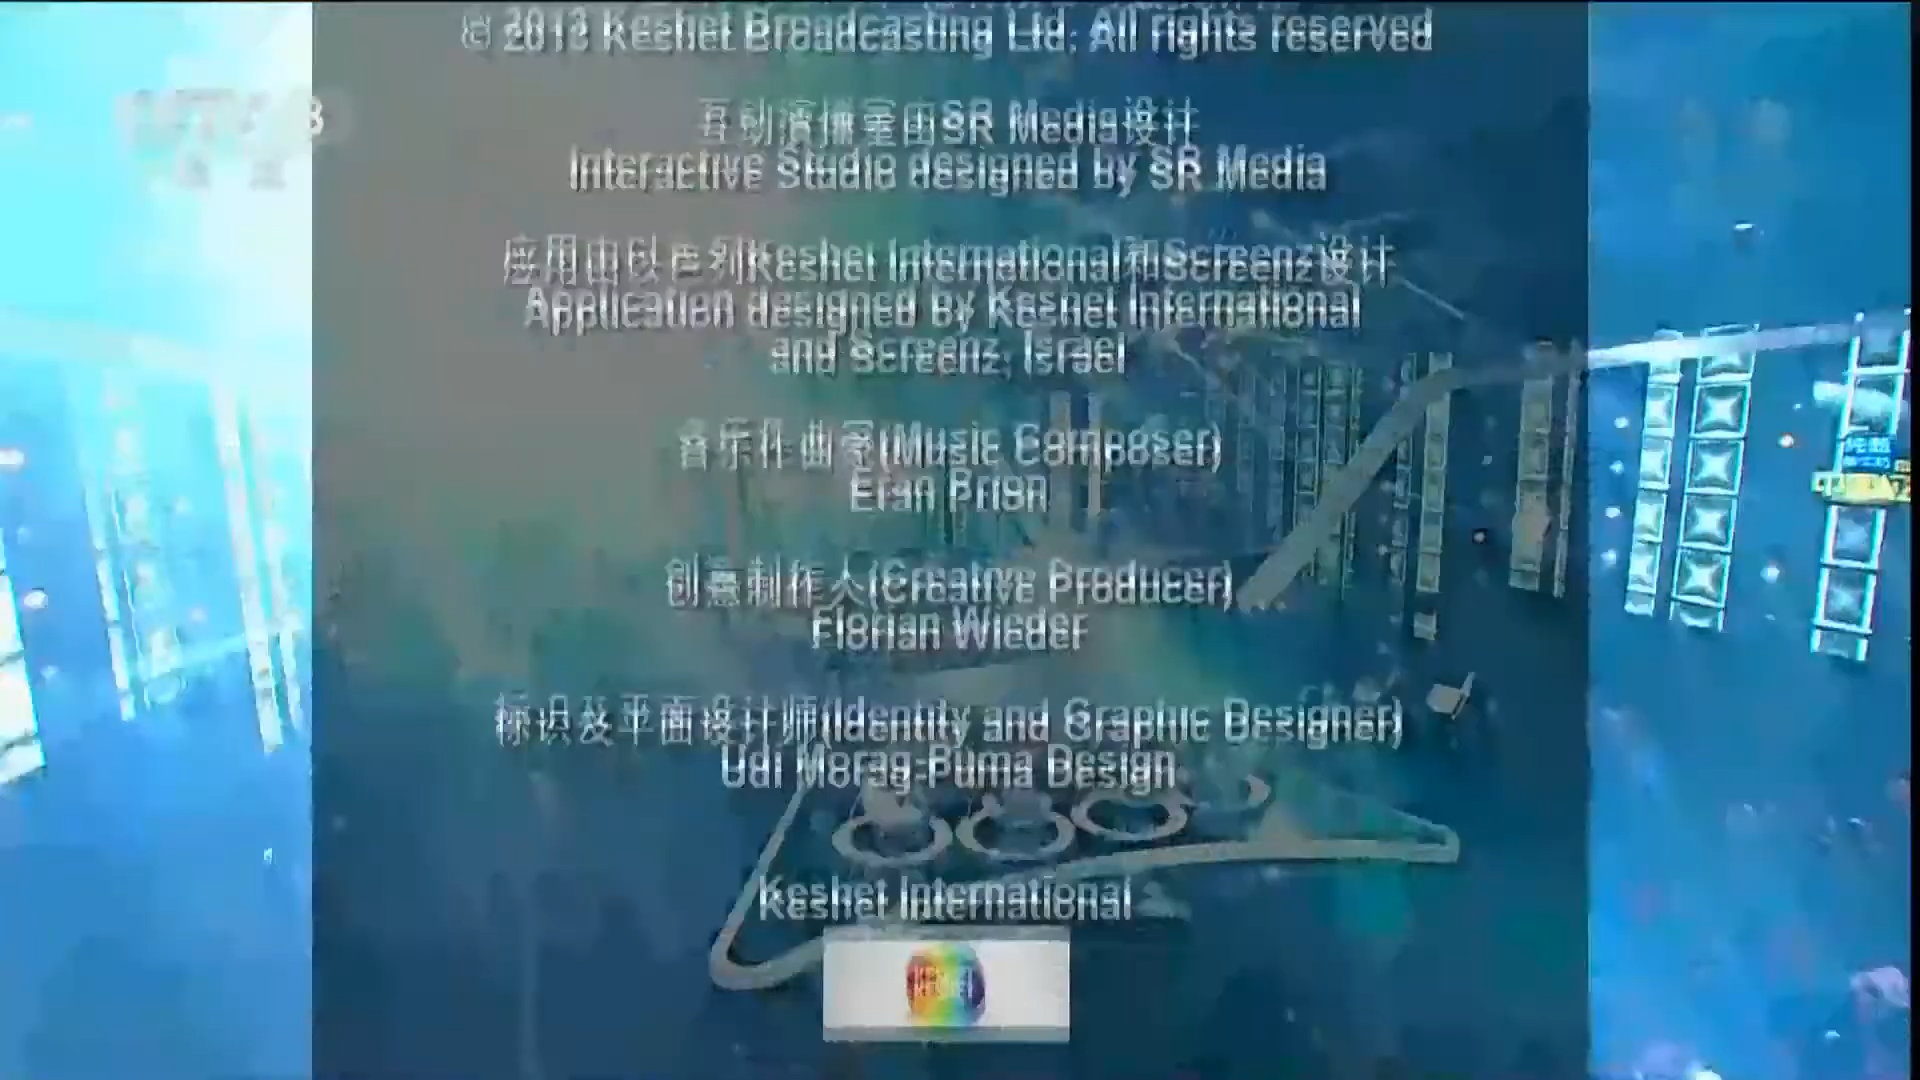 © 2013 Keshet Broadcasting Ltd. All rights reserved
互动演播室由SR Media设计
Interactive Studio designed by SR Media
应用由以色列Keshet International和Screenz设计
Application designed by Keshet International
and Screenz, Israel
音乐作曲家(Music Composer)
Eran Prion
创意制作人(Creative Producer)
Florian Wieder
标识及平面设计师(Identity and Graphic Designer)
Udi Morag-Puma Design
Keshet International
KESHET